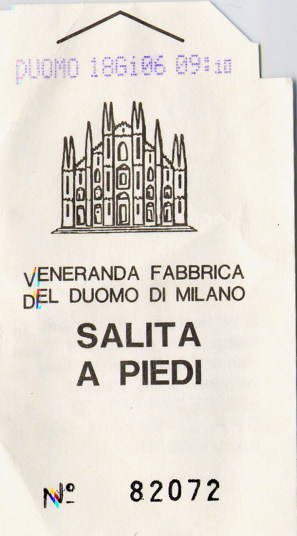 DUOMO 18Gi06 09:10
VENERANDA FABBRICA
DEL DUOMO DI MILANO
SALITA
A PIEDI
Nº 82072